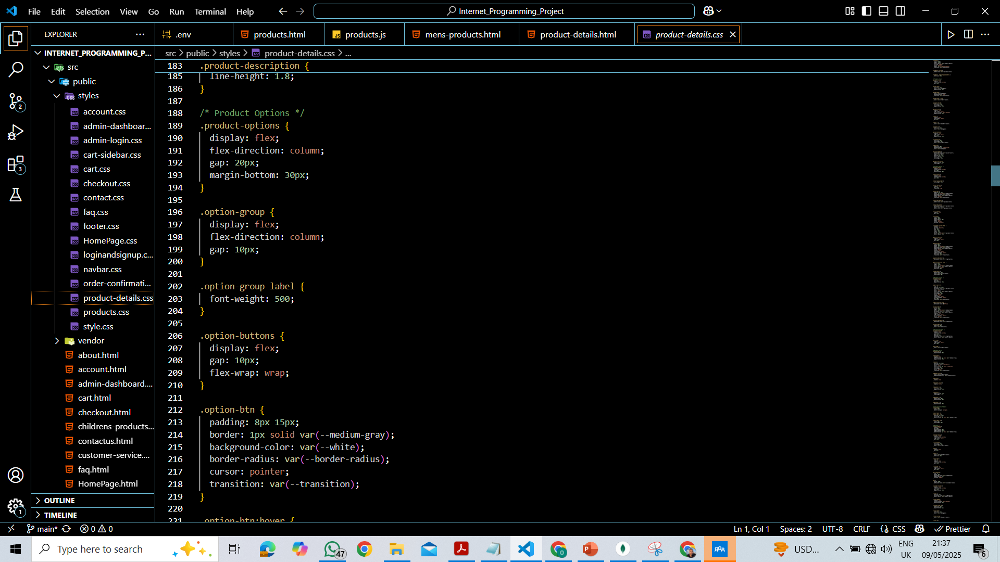 File Edit Selection View Go Run Terminal Help
Internet_Programming_Project
EXPLORER
.env
products.html
products.js
mens-products.html
product-details.html
product-details.css
INTERNET_PROGRAMMING_P...
src > public > styles > product-details.css > ...
src
public
styles
account.css
admin-dashboar...
admin-login.css
cart-sidebar.css
cart.css
checkout.css
contact.css
faq.css
footer.css
HomePage.css
loginandsignup.c...
navbar.css
order-confirmati...
product-details.css
products.css
style.css
vendor
about.html
account.html
admin-dashboard....
cart.html
checkout.html
childrens-products...
contactus.html
customer-service....
faq.html
HomePage.html
OUTLINE
TIMELINE
2
3
1
183 .product-description {
185 line-height: 1.8;
186 }
187
188 /* Product Options */
189 .product-options {
190 display: flex;
191 flex-direction: column;
192 gap: 20px;
193 margin-bottom: 30px;
194 }
195
196 .option-group {
197 display: flex;
198 flex-direction: column;
199 gap: 10px;
200 }
201
202 .option-group label {
203 font-weight: 500;
204 }
205
206 .option-buttons {
207 display: flex;
208 gap: 10px;
209 flex-wrap: wrap;
210 }
211
212 .option-btn {
213 padding: 8px 15px;
214 border: 1px solid var(--medium-gray);
215 background-color: var(--white);
216 border-radius: var(--border-radius);
217 cursor: pointer;
218 transition: var(--transition);
219 }
220
221 .option-btn:hover {
main* 0 0
Ln 1, Col 1 Spaces: 2 UTF-8 CRLF {} CSS Prettier
Type here to search
47
USD...
ENG
UK
21:37
09/05/2025
6